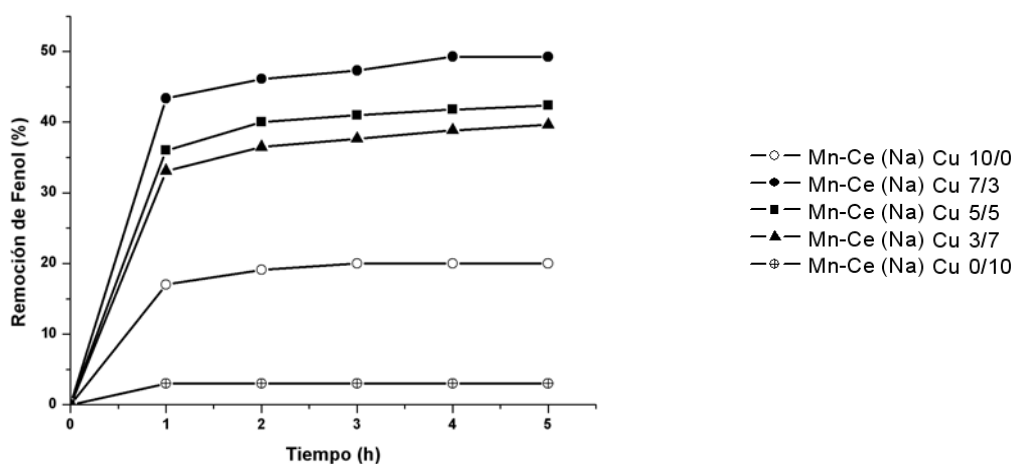 Remoción de Fenol (%)
50
40
30
20
10
0
0 1 2 3 4 5
Tiempo (h)
Mn-Ce (Na) Cu 10/0
Mn-Ce (Na) Cu 7/3
Mn-Ce (Na) Cu 5/5
Mn-Ce (Na) Cu 3/7
Mn-Ce (Na) Cu 0/10